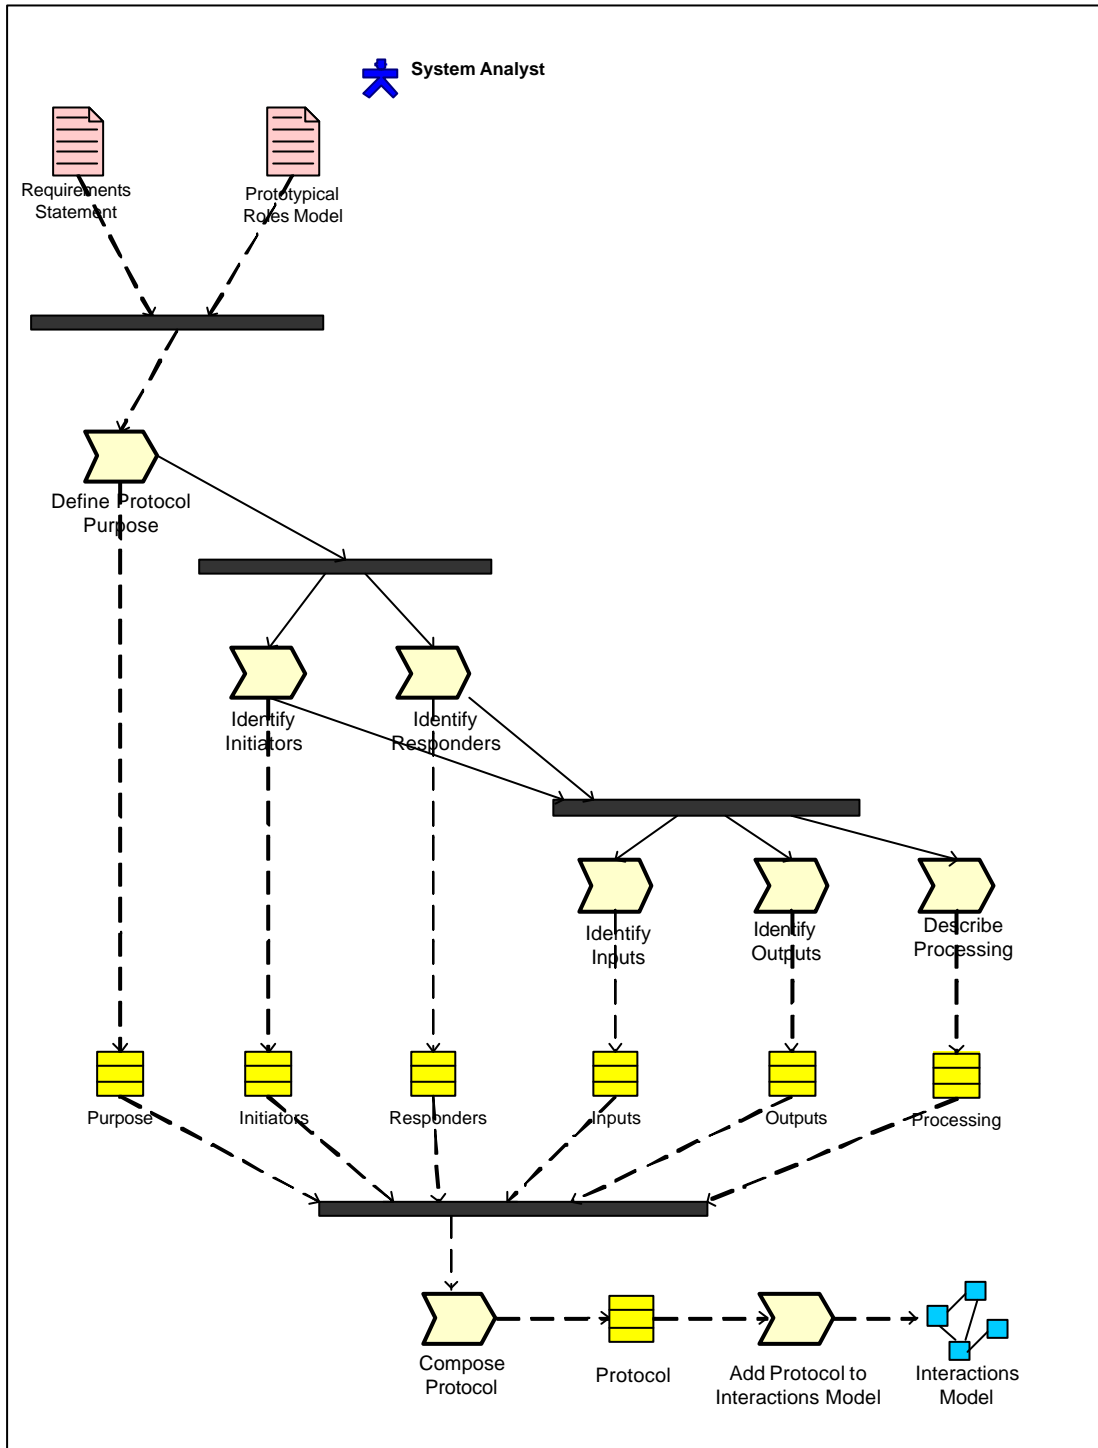 System Analyst
Requirements
Statement
Prototypical
Roles Model
Define Protocol
Purpose
Identify
Initiators
Identify
Responders
Identify
Inputs
Identify
Outputs
Describe
Processing
Purpose
Initiators
Responders
Inputs
Outputs
Processing
Compose
Protocol
Protocol
Add Protocol to
Interactions Model
Interactions
Model